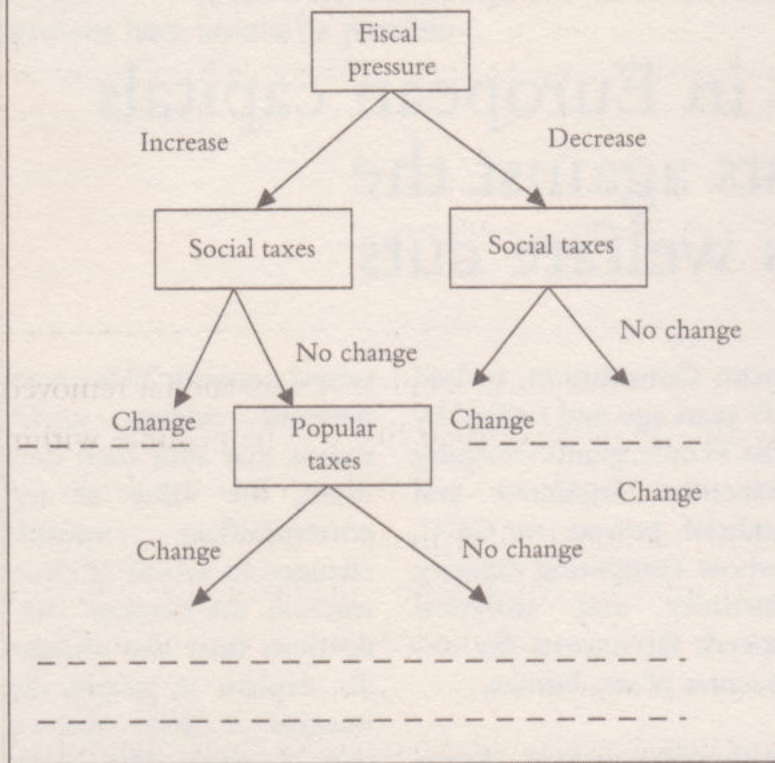 Fiscal
pressure
Increase
Decrease
Social taxes
Social taxes
No change
No change
Change
Popular
taxes
Change
Change
Change
No change